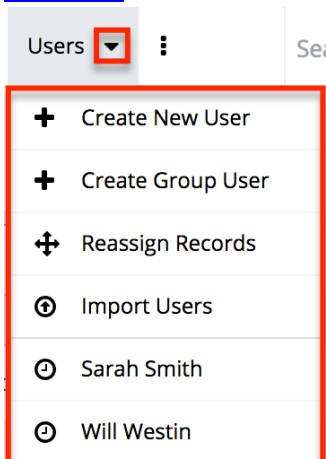 Users
Sea
Create New User
Create Group User
Reassign Records
Import Users
Sarah Smith
Will Westin